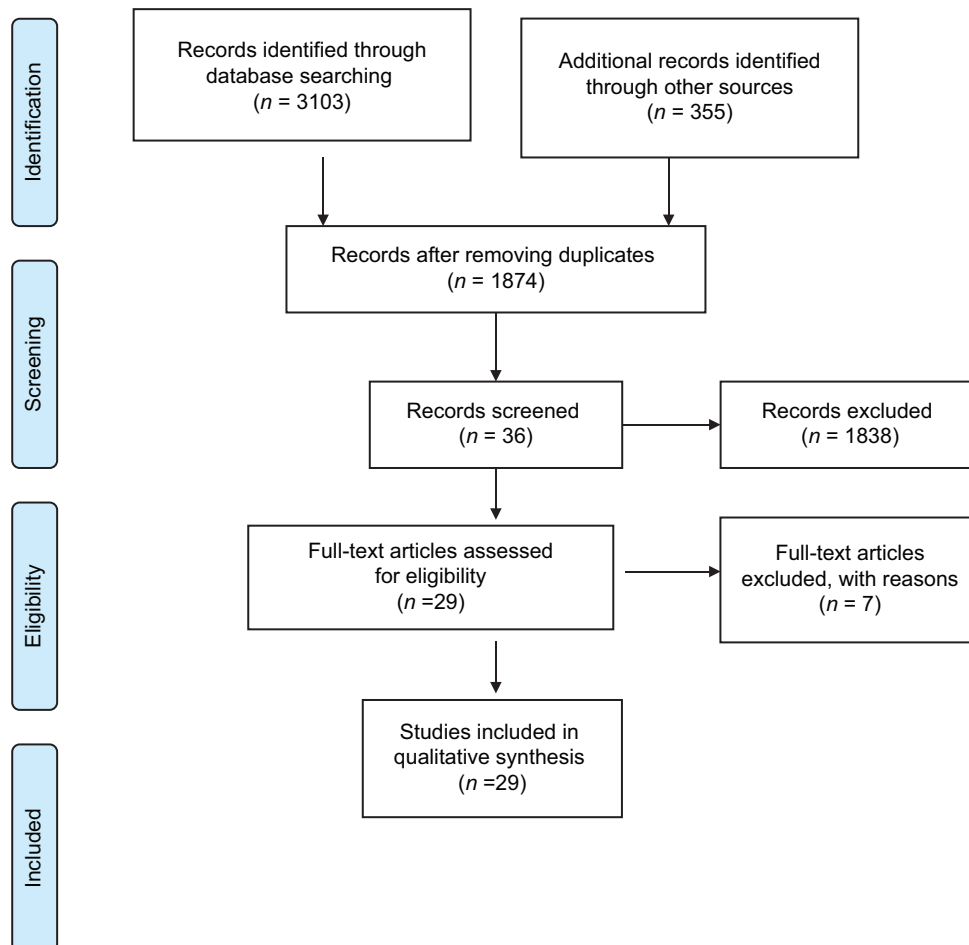 Identification
Records identified through
database searching
(n = 3103)
Additional records identified
through other sources
(n = 355)
Records after removing duplicates
(n = 1874)
Screening
Records screened
(n = 36)
Records excluded
(n = 1838)
Eligibility
Full-text articles assessed
for eligibility
(n =29)
Full-text articles
excluded, with reasons
(n = 7)
Included
Studies included in
qualitative synthesis
(n =29)